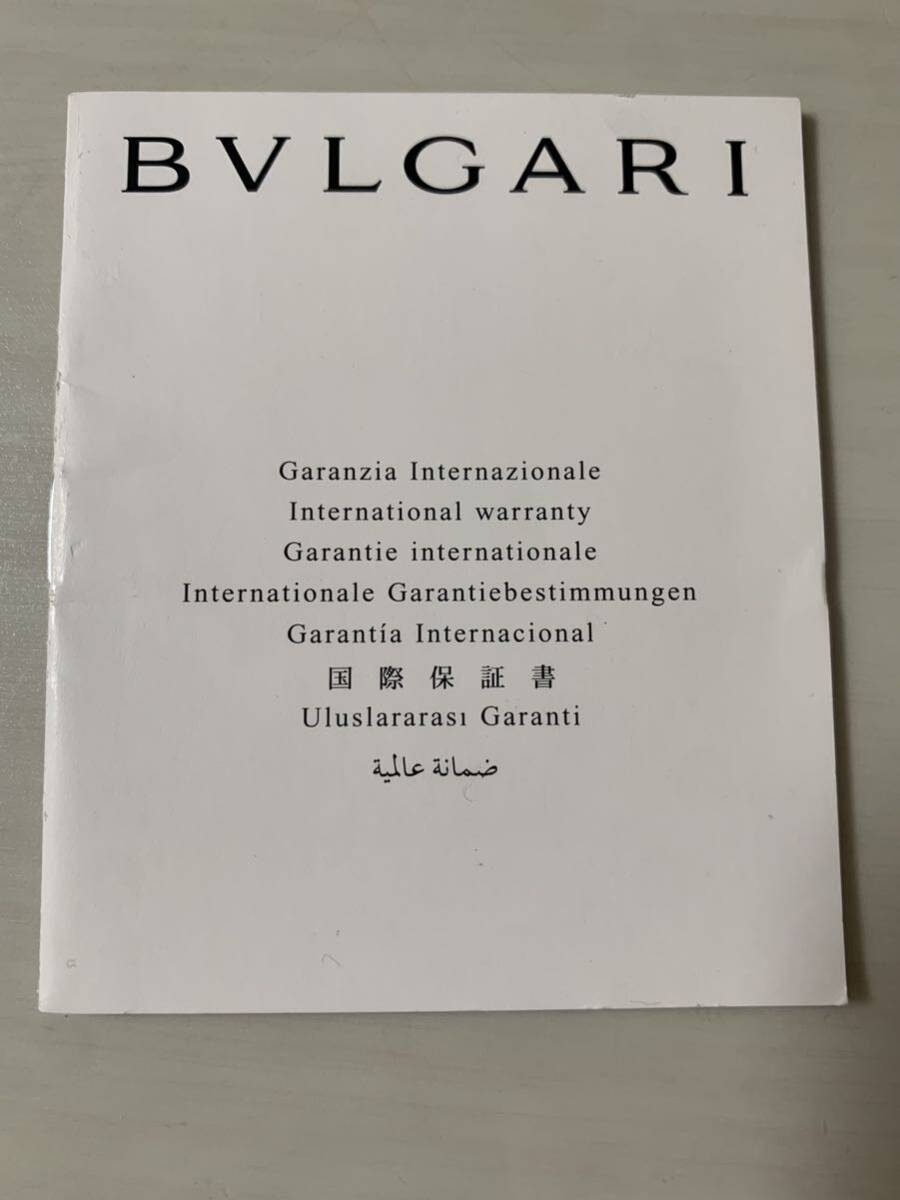 BVLGARI
Garanzia Internazionale
International warranty
Garantie internationale
Internationale Garantiebestimmungen
Garantía Internacional
国際保証書
Uluslararası Garanti
ضمانة عالمية